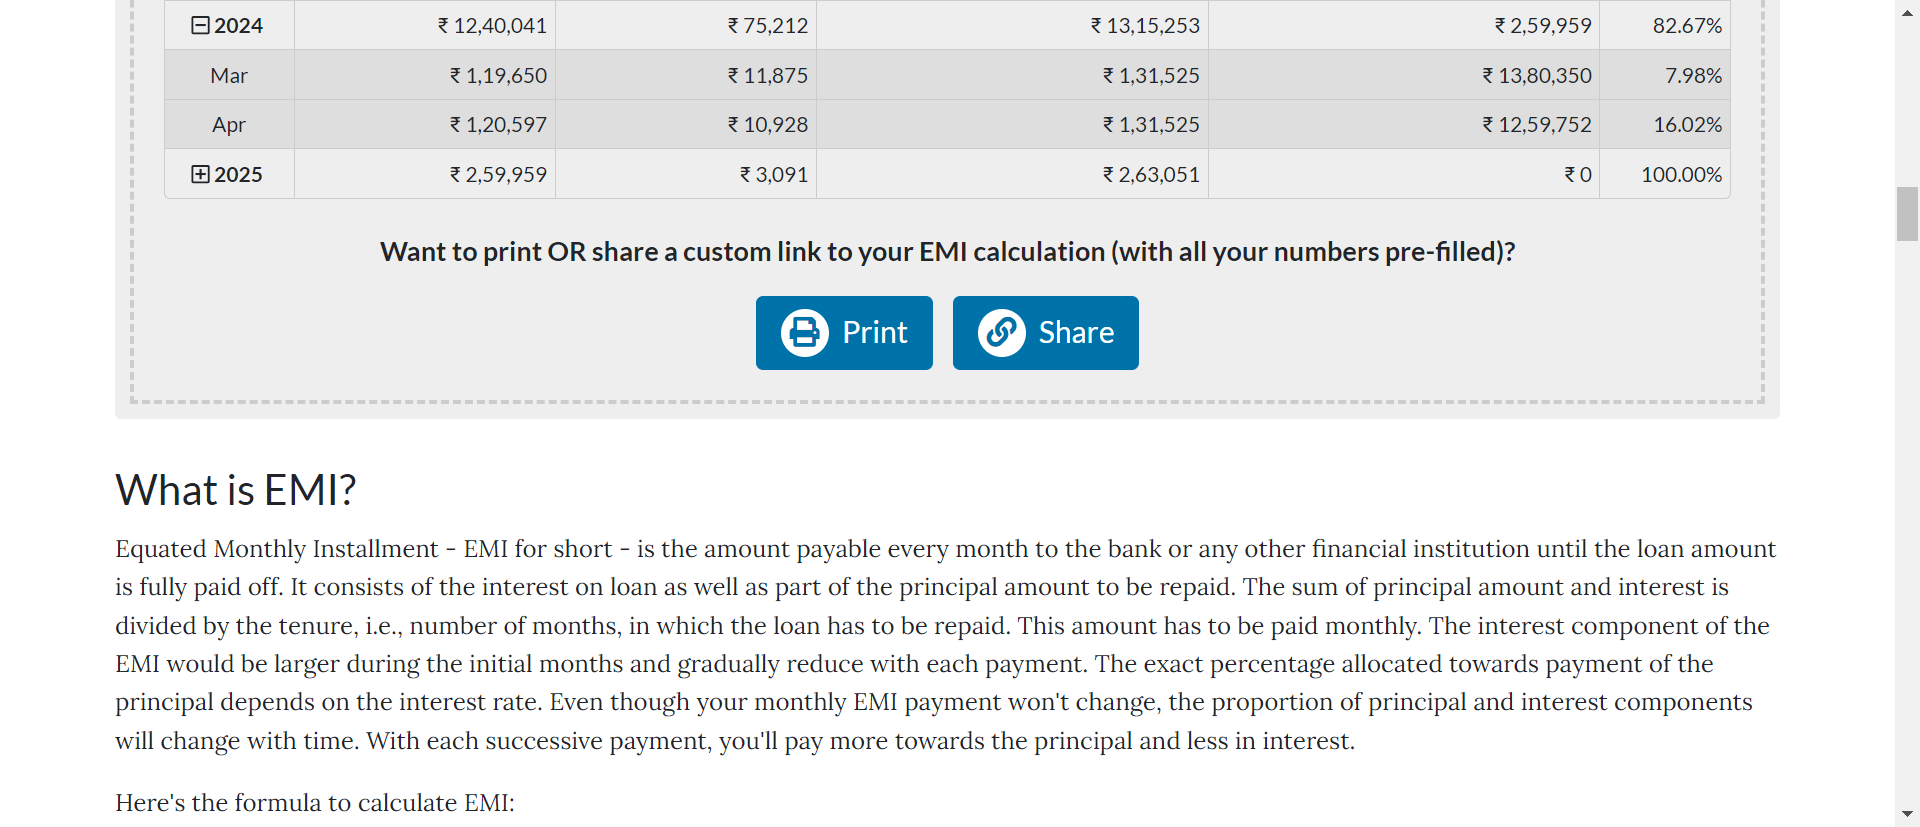 2024 ₹ 12,40,041 ₹ 75,212 ₹ 13,15,253 ₹ 2,59,959 82.67%
Mar ₹ 1,19,650 ₹ 11,875 ₹ 1,31,525 ₹ 13,80,350 7.98%
Apr ₹ 1,20,597 ₹ 10,928 ₹ 1,31,525 ₹ 12,59,752 16.02%
2025 ₹ 2,59,959 ₹ 3,091 ₹ 2,63,051 ₹ 0 100.00%
Want to print OR share a custom link to your EMI calculation (with all your numbers pre-filled)?
Print Share
What is EMI?
Equated Monthly Installment - EMI for short - is the amount payable every month to the bank or any other financial institution until the loan amount
is fully paid off. It consists of the interest on loan as well as part of the principal amount to be repaid. The sum of principal amount and interest is
divided by the tenure, i.e., number of months, in which the loan has to be repaid. This amount has to be paid monthly. The interest component of the
EMI would be larger during the initial months and gradually reduce with each payment. The exact percentage allocated towards payment of the
principal depends on the interest rate. Even though your monthly EMI payment won't change, the proportion of principal and interest components
will change with time. With each successive payment, you'll pay more towards the principal and less in interest.
Here's the formula to calculate EMI: